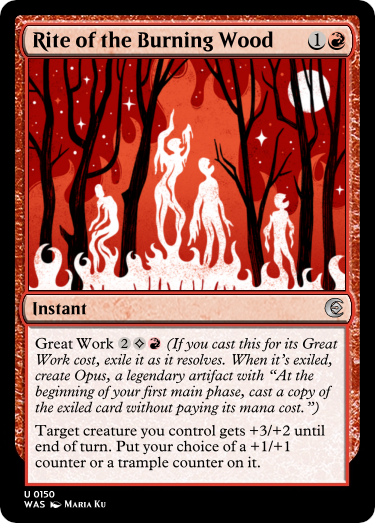 Rite of the Burning Wood 1
Instant
Great Work 2 (If you cast this for its Great
Work cost, exile it as it resolves. When it's exiled,
create Opus, a legendary artifact with “At the
beginning of your first main phase, cast a copy
of the exiled card without paying its mana cost.”)
Target creature you control gets +3/+2 until
end of turn. Put your choice of a +1/+1
counter or a trample counter on it.
U 0150
WAS Maria Ku